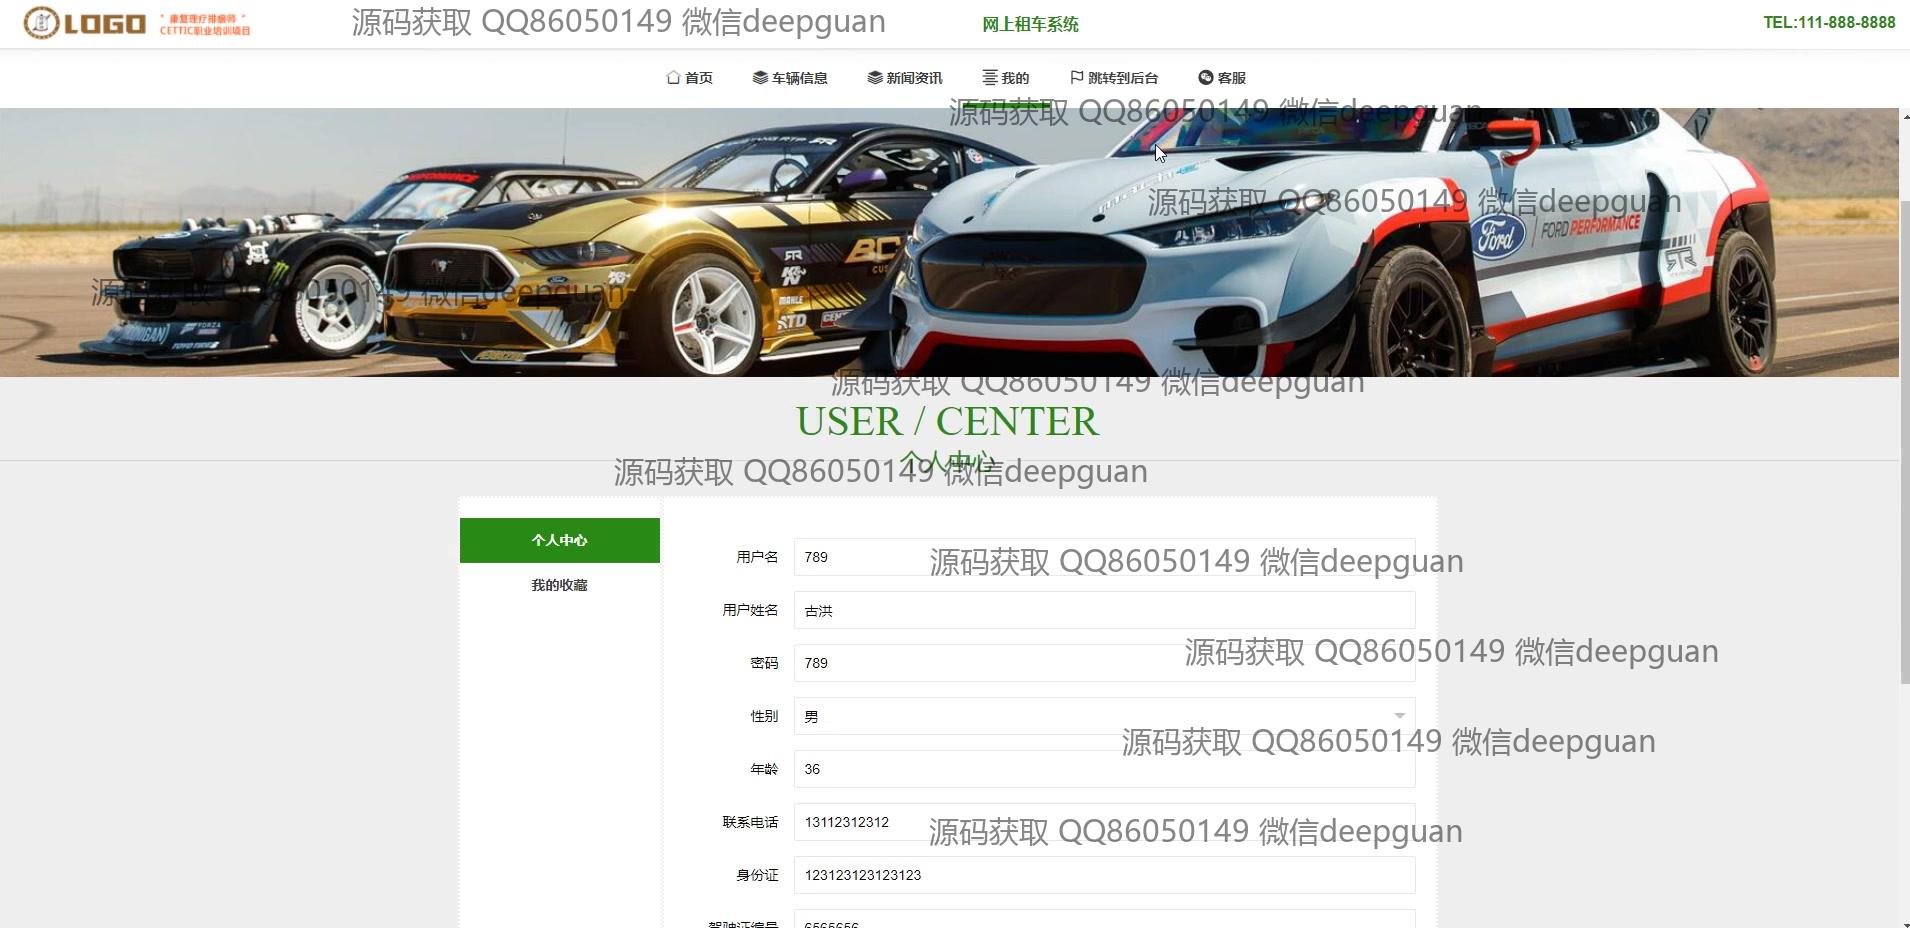 LOGO
康复理疗排痕师
CETTIC职业培训项目
源码获取 QQ86050149 微信deepguan
网上租车系统
TEL:111-888-8888
首页 车辆信息 新闻资讯 我的 跳转到后台 客服
源码获取 QQ86050149 微信deepguan
源码获取 QQ86050149 微信deepguan
Ford
FORD PERFORMANCE
RTR
源码获取 QQ86050149 微信deepguan
源码获取 QQ86050149 微信deepguan
USER / CENTER
个人中心
源码获取 QQ86050149 微信deepguan
个人中心
我的收藏
用户名 789
源码获取 QQ86050149 微信deepguan
用户姓名 古洪
源码获取 QQ86050149 微信deepguan
密码 789
性别 男
源码获取 QQ86050149 微信deepguan
年龄 36
联系电话 13112312312
源码获取 QQ86050149 微信deepguan
身份证 123123123123123
驾驶证编号 6565656